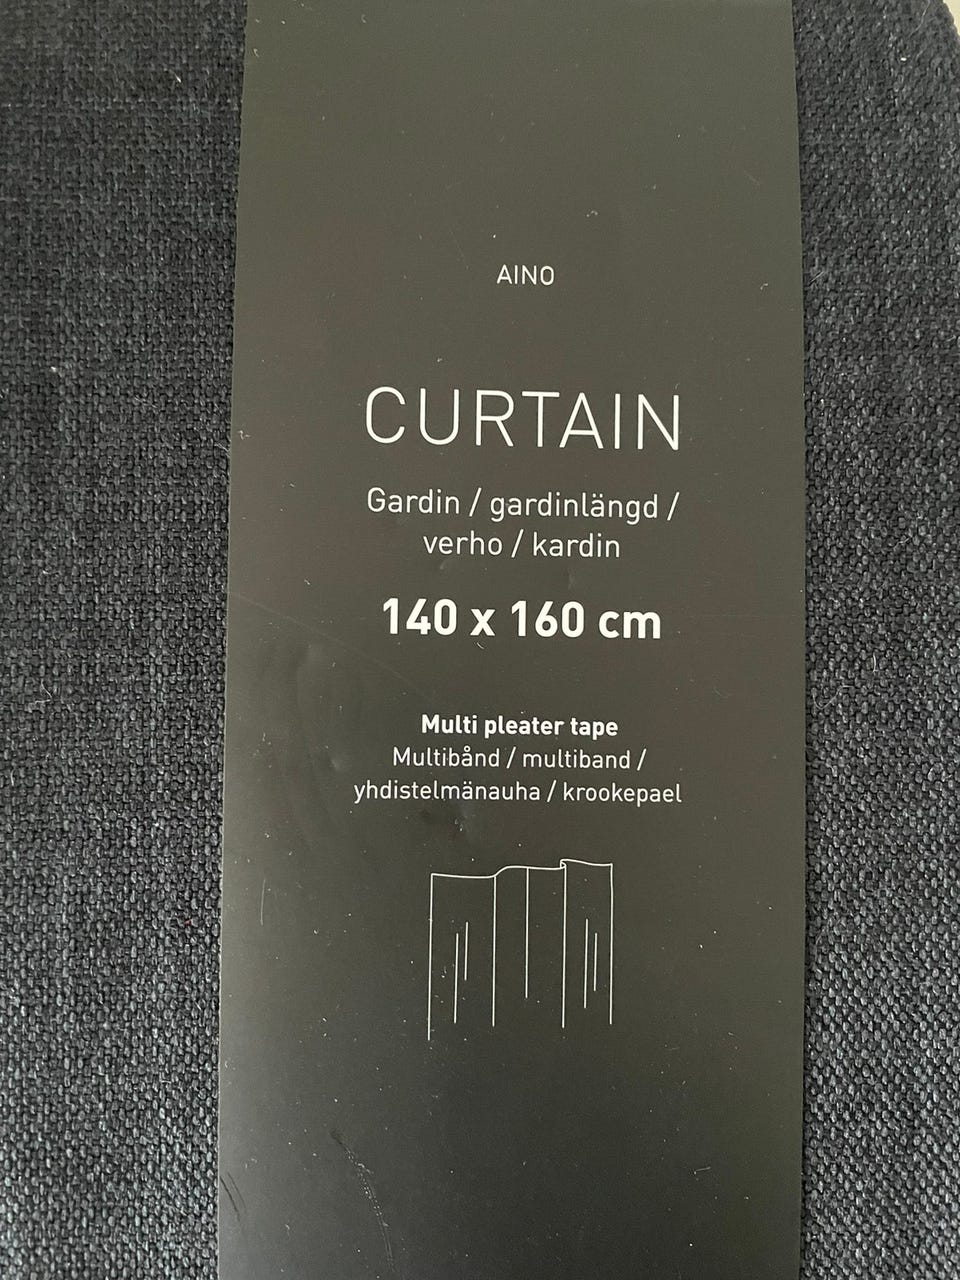 AINO
CURTAIN
Gardin / gardinlängd /
verho / kardin
140 x 160 cm
Multi pleater tape
Multibånd / multiband /
yhdistelmänauha / krookepael